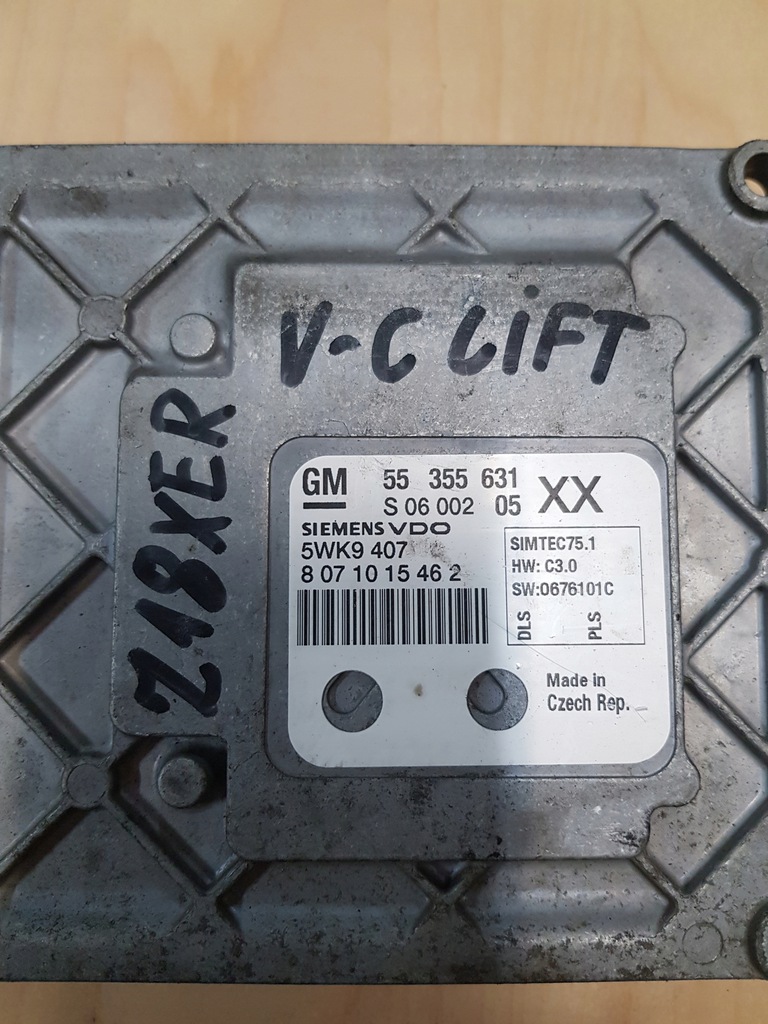 V-C LIFT
Z18XER
GM 55 355 631 XX
S 06 002 05
SIEMENS VDO
5WK9 407
8 07 10 15 46 2
SIMTEC75.1
HW: C3.0
SW:0676101C
DLS
PLS
Made in
Czech Rep.